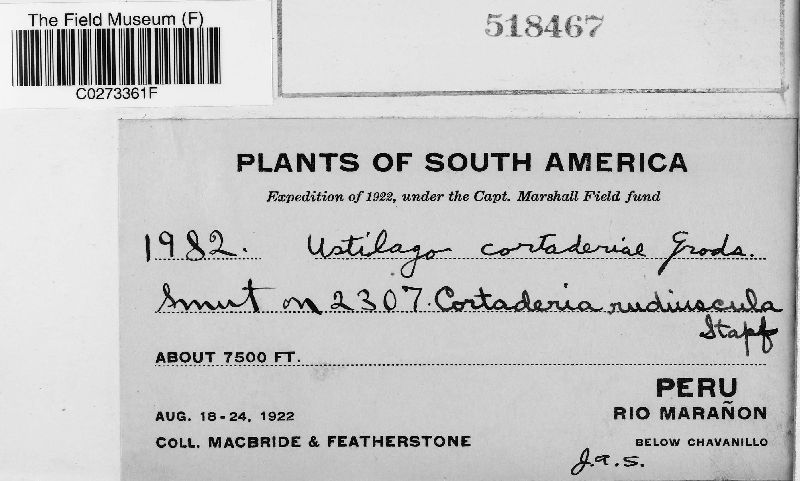 The Field Museum (F)
C0273361F
518467
PLANTS OF SOUTH AMERICA
Expedition of 1922, under the Capt. Marshall Field fund
1982. Ustilago cortaderiae Grods.
Smut on 2307. Cortaderia rudiuscula
Stapf
ABOUT 7500 FT.
PERU
RIO MARAÑON
AUG. 18-24, 1922
COLL. MACBRIDE & FEATHERSTONE
BELOW CHAVANILLO
J.A.S.